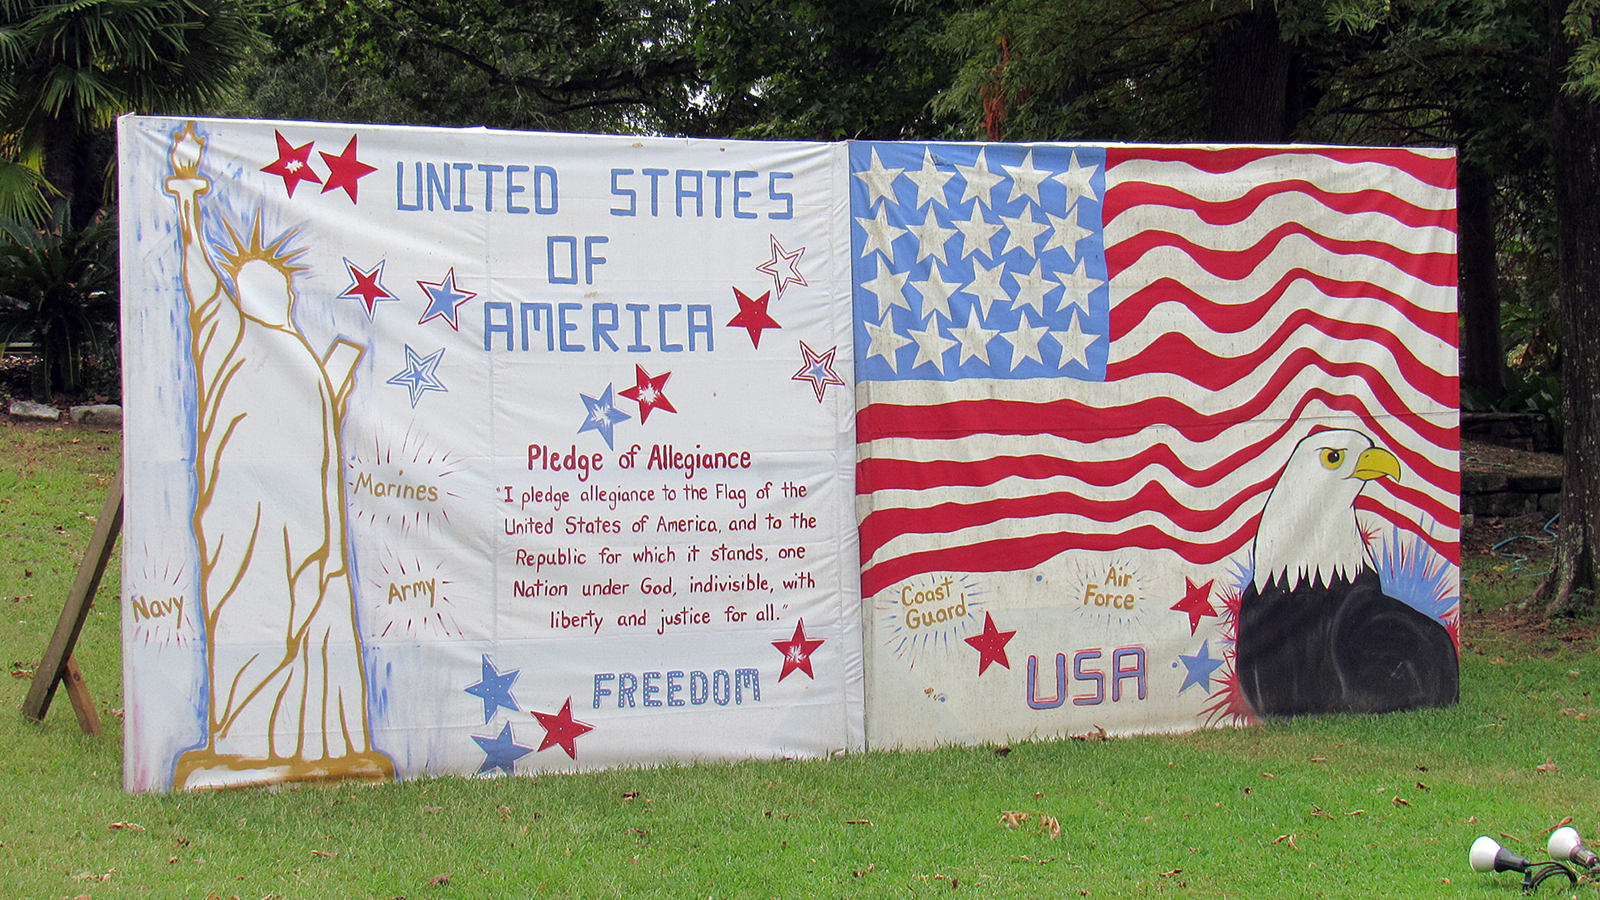 UNITED STATES
OF
AMERICA
Pledge of Allegiance
"I pledge allegiance to the Flag of the
United States of America, and to the
Republic for which it stands, one
Nation under God, indivisible, with
liberty and justice for all."
FREEDOM
Marines
Army
Navy
Coast
Guard
Air
Force
USA